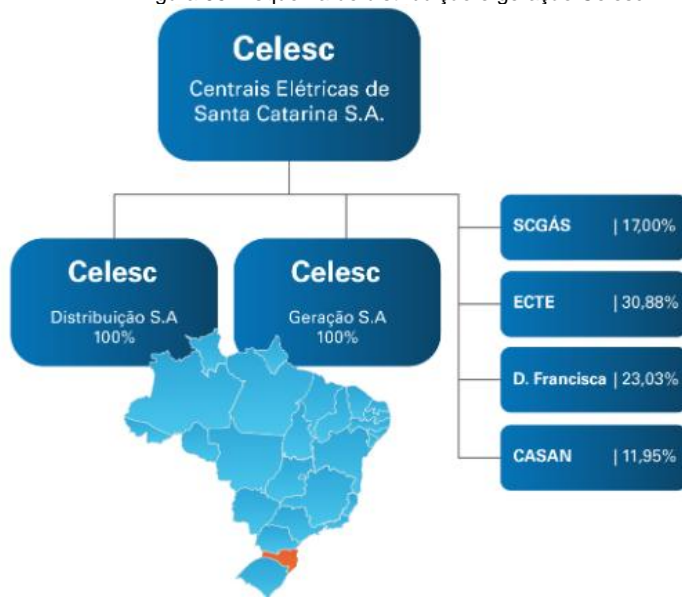 Celesc
Centrais Elétricas de
Santa Catarina S.A.
Celesc
Distribuição S.A
100%
Celesc
Geração S.A
100%
SCGÁS | 17,00%
ECTE | 30,88%
D. Francisca | 23,03%
CASAN | 11,95%